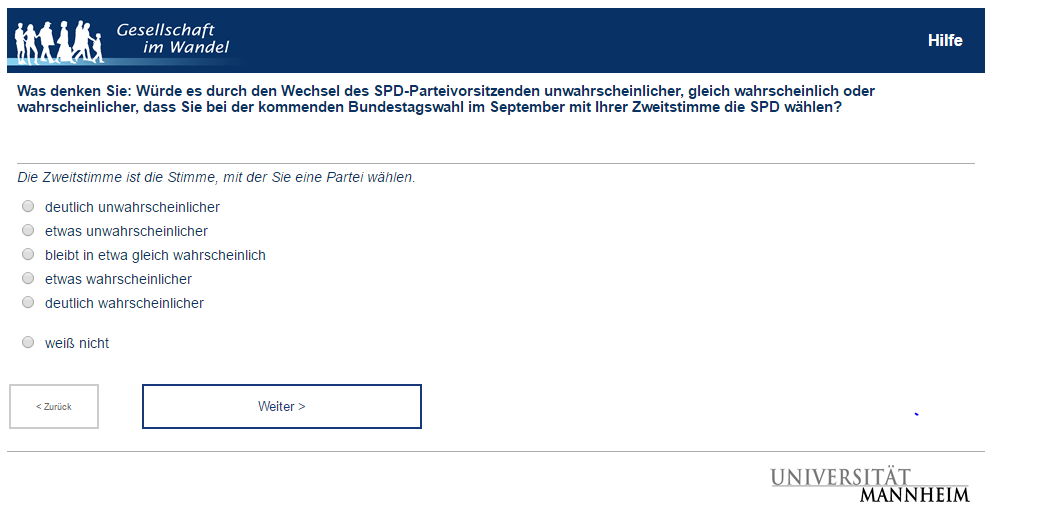 Gesellschaft
im Wandel
Hilfe
Was denken Sie: Würde es durch den Wechsel des SPD-Parteivorsitzenden unwahrscheinlicher, gleich wahrscheinlich oder
wahrscheinlicher, dass Sie bei der kommenden Bundestagswahl im September mit Ihrer Zweitstimme die SPD wählen?
Die Zweitstimme ist die Stimme, mit der Sie eine Partei wählen.
deutlich unwahrscheinlicher
etwas unwahrscheinlicher
bleibt in etwa gleich wahrscheinlich
etwas wahrscheinlicher
deutlich wahrscheinlicher
weiß nicht
< Zurück
Weiter >
UNIVERSITÄT
MANNHEIM